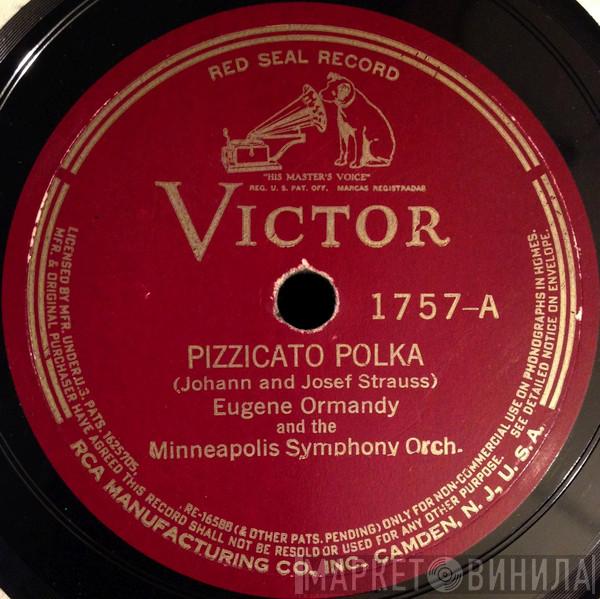 RED SEAL RECORD
"HIS MASTER'S VOICE"
REG. U.S. PAT. OFF. MARCAS REGISTRADAS
VICTOR
1757-A
PIZZICATO POLKA
(Johann and Josef Strauss)
Eugene Ormandy
and the
Minneapolis Symphony Orch.
LICENSED BY MFR. UNDER U.S. PATS. 1625705, RE-16588 (& OTHER PATS. PENDING) ONLY FOR NON-COMMERCIAL USE ON PHONOGRAPHS IN HOMES.
MFR. & ORIGINAL PURCHASER HAVE AGREED THIS RECORD SHALL NOT BE RESOLD OR USED FOR ANY OTHER PURPOSE. SEE DETAILED NOTICE ON ENVELOPE.
RCA MANUFACTURING CO., INC., CAMDEN, N. J., U. S. A.
МАРКЕТ ВИНИЛА